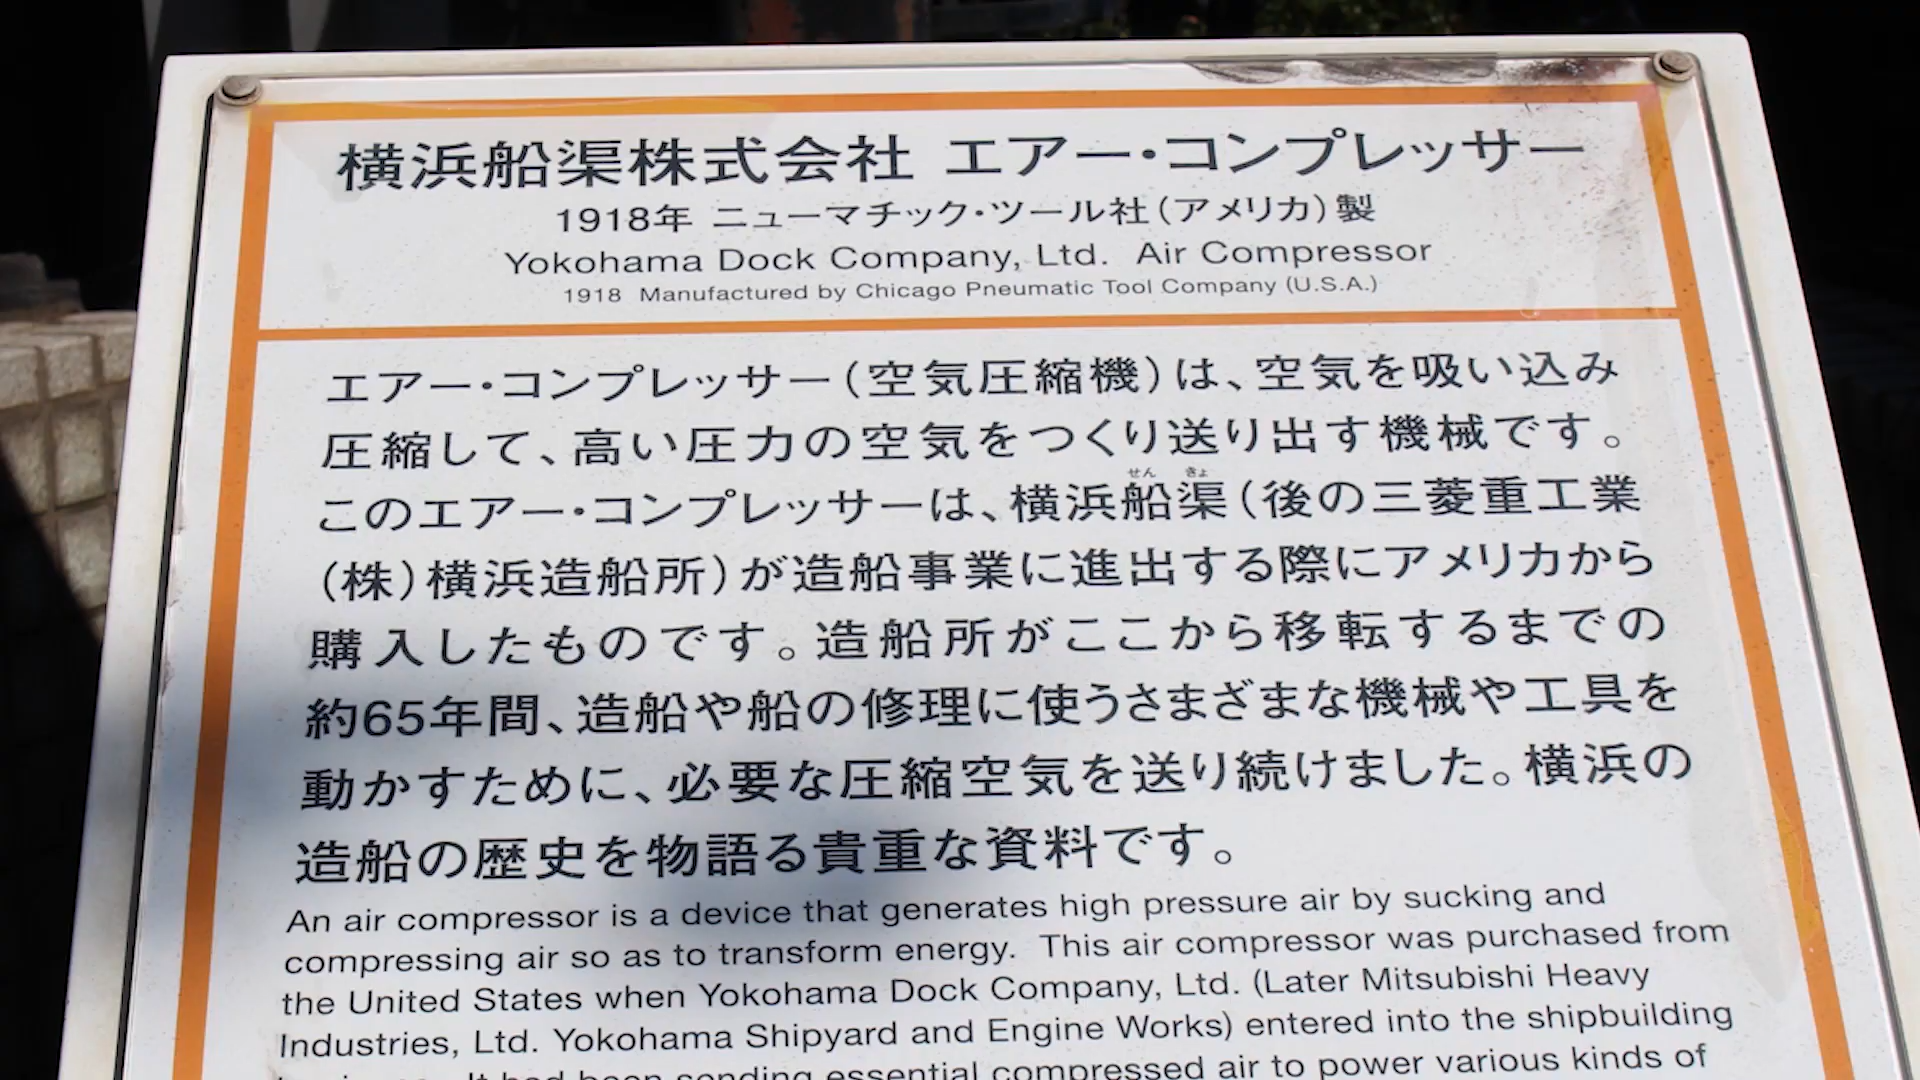 横浜船渠株式会社 エアー・コンプレッサー
1918年 ニューマチック・ツール社（アメリカ）製
Yokohama Dock Company, Ltd. Air Compressor
1918 Manufactured by Chicago Pneumatic Tool Company (U.S.A.)
エアー・コンプレッサー（空気圧縮機）は、空気を吸い込み
圧縮して、高い圧力の空気をつくり送り出す機械です。
せん きょ
このエアー・コンプレッサーは、横浜船渠（後の三菱重工業
（株）横浜造船所）が造船事業に進出する際にアメリカから
購入したものです。造船所がここから移転するまでの
約65年間、造船や船の修理に使うさまざまな機械や工具を
動かすために、必要な圧縮空気を送り続けました。横浜の
造船の歴史を物語る貴重な資料です。
An air compressor is a device that generates high pressure air by sucking and
compressing air so as to transform energy. This air compressor was purchased from
the United States when Yokohama Dock Company, Ltd. (Later Mitsubishi Heavy
Industries, Ltd. Yokohama Shipyard and Engine Works) entered into the shipbuilding
It had been sending essential compressed air to power various kinds of